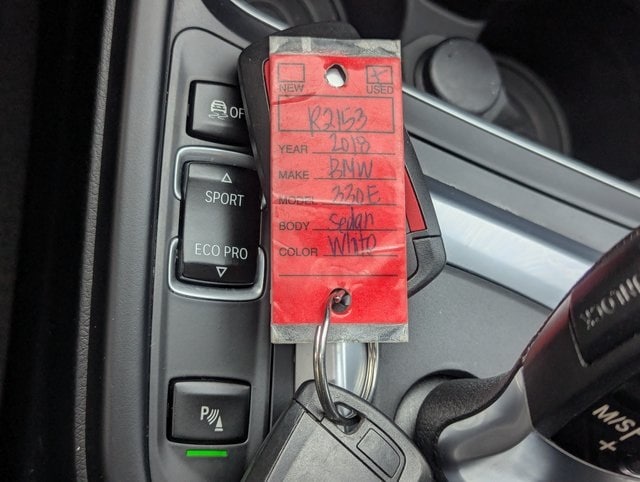 NEW USED
R2153
YEAR 2018
MAKE BMW
MODEL 330E
BODY Sedan
COLOR White
OFF
SPORT
ECO PRO
P
M/S
+